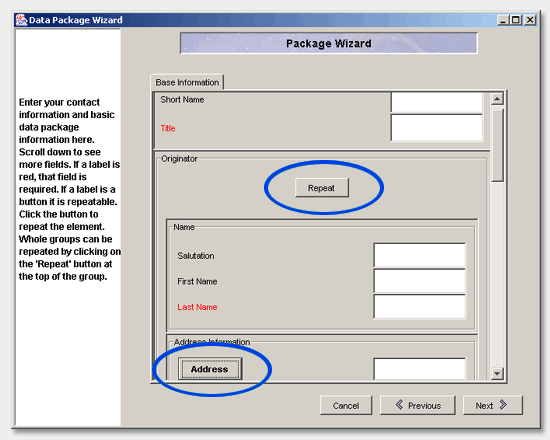 Data Package Wizard
Package Wizard
Enter your contact
information and basic
data package
information here.
Scroll down to see
more fields. If a label is
red, that field is
required. If a label is a
button it is repeatable.
Click the button to
repeat the element.
Whole groups can be
repeated by clicking on
the 'Repeat' button at
the top of the group.
Base Information
Short Name
Title
Originator
Repeat
Name
Salutation
First Name
Last Name
Address Information
Address
Cancel
Previous
Next